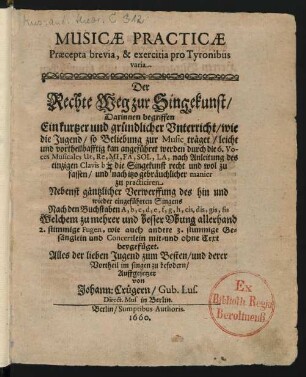 Mus. ant. theor. C. 312
MUSICÆ PRACTICÆ
Præcepta brevia, & exercitia pro Tyronibus
varia.
Der
Rechte Weg zur Singekunst/
Darinnen begriffen
Ein kurtzer und gründlicher Unterricht/wie
die Jugend/ so Beliebung zur Music träget/ leicht
und vortheilhafftig kan angeführet werden durch die 6. Vo-
ces Musicales Ut, Re, MI, FA, SOL, LA, nach Anleitung des
einzigen Clavis
die Singekunst recht und wol zu
fassen/ und nach itzo gebräuchlicher manier
zu practiciren.
Nebenst gäntzlicher Verwerffung des hin und
wieder eingeführten Singens
Nach den Buchstaben A, b, c, d, e, f, g, h, cis, dis, gis, fis
Welchem zu mehrer und besser Übung allerhand
2. stimmige Fugen, wie auch andere 3. stimmige Ge-
sänglein und Concertlein mit und ohne Text
beygefüget.
Alles der lieben Jugend zum Besten/ und derer
Vortheil im singen zu befodern/
Auffgesetzet
von
Johann: Crügern/ Gub. Lus.
Direct. Mus. in Berlin.
Berlin/ Sumptibus Authoris.
1660.
Ex
Biblioth. Regia
Berolinensi